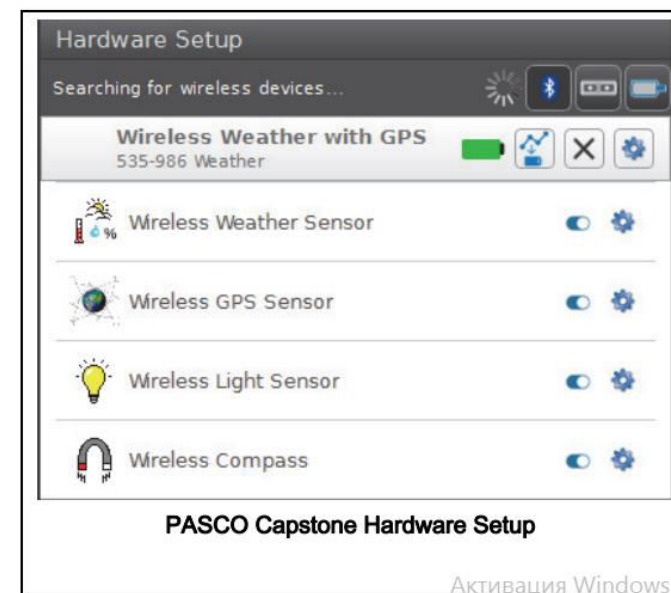 Hardware Setup
Searching for wireless devices...
Wireless Weather with GPS
535-986 Weather
%
Wireless Weather Sensor
Wireless GPS Sensor
Wireless Light Sensor
Wireless Compass
PASCO Capstone Hardware Setup
Активация Windows